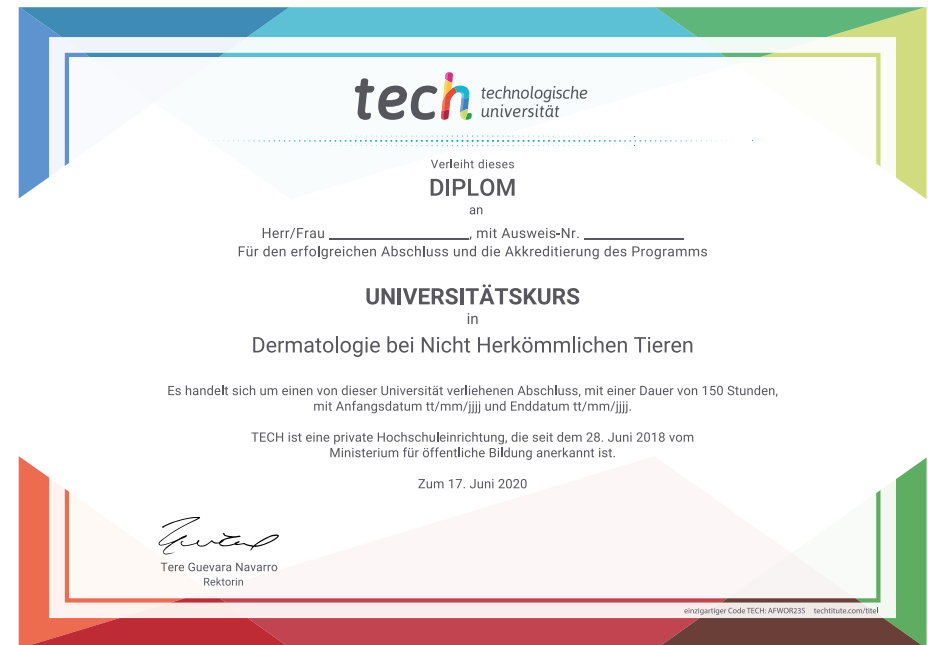 tech technologische
universität
Verleiht dieses
DIPLOM
an
Herr/Frau ____________, mit Ausweis-Nr. ____________
Für den erfolgreichen Abschluss und die Akkreditierung des Programms
UNIVERSITÄTSKURS
in
Dermatologie bei Nicht Herkömmlichen Tieren
Es handelt sich um einen von dieser Universität verliehenen Abschluss, mit einer Dauer von 150 Stunden,
mit Anfangsdatum tt/mm/jjjj und Enddatum tt/mm/jjjj.
TECH ist eine private Hochschuleinrichtung, die seit dem 28. Juni 2018 vom
Ministerium für öffentliche Bildung anerkannt ist.
Zum 17. Juni 2020
Tere Guevara Navarro
Rektorin
einzigartiger Code TECH: AFWOR23S techtitute.com/titel